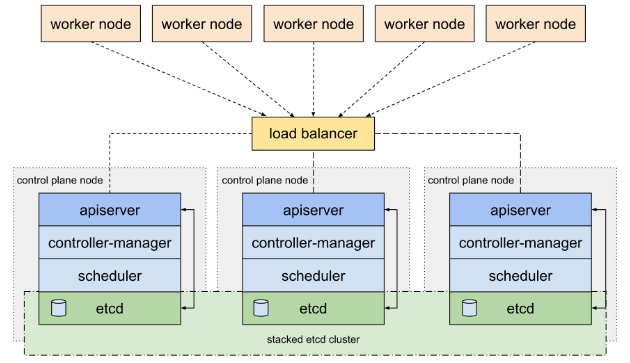 worker node
worker node
worker node
worker node
worker node
load balancer
control plane node
control plane node
control plane node
apiserver
apiserver
apiserver
controller-manager
controller-manager
controller-manager
scheduler
scheduler
scheduler
etcd
etcd
etcd
stacked etcd cluster